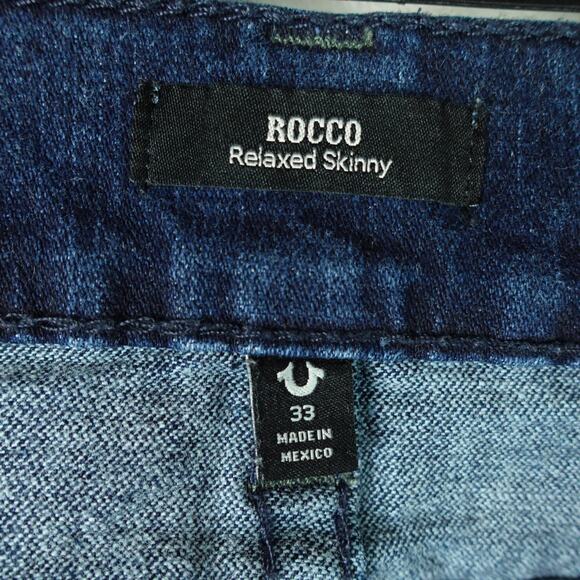 ROCCO
Relaxed Skinny
33
MADE IN
MEXICO